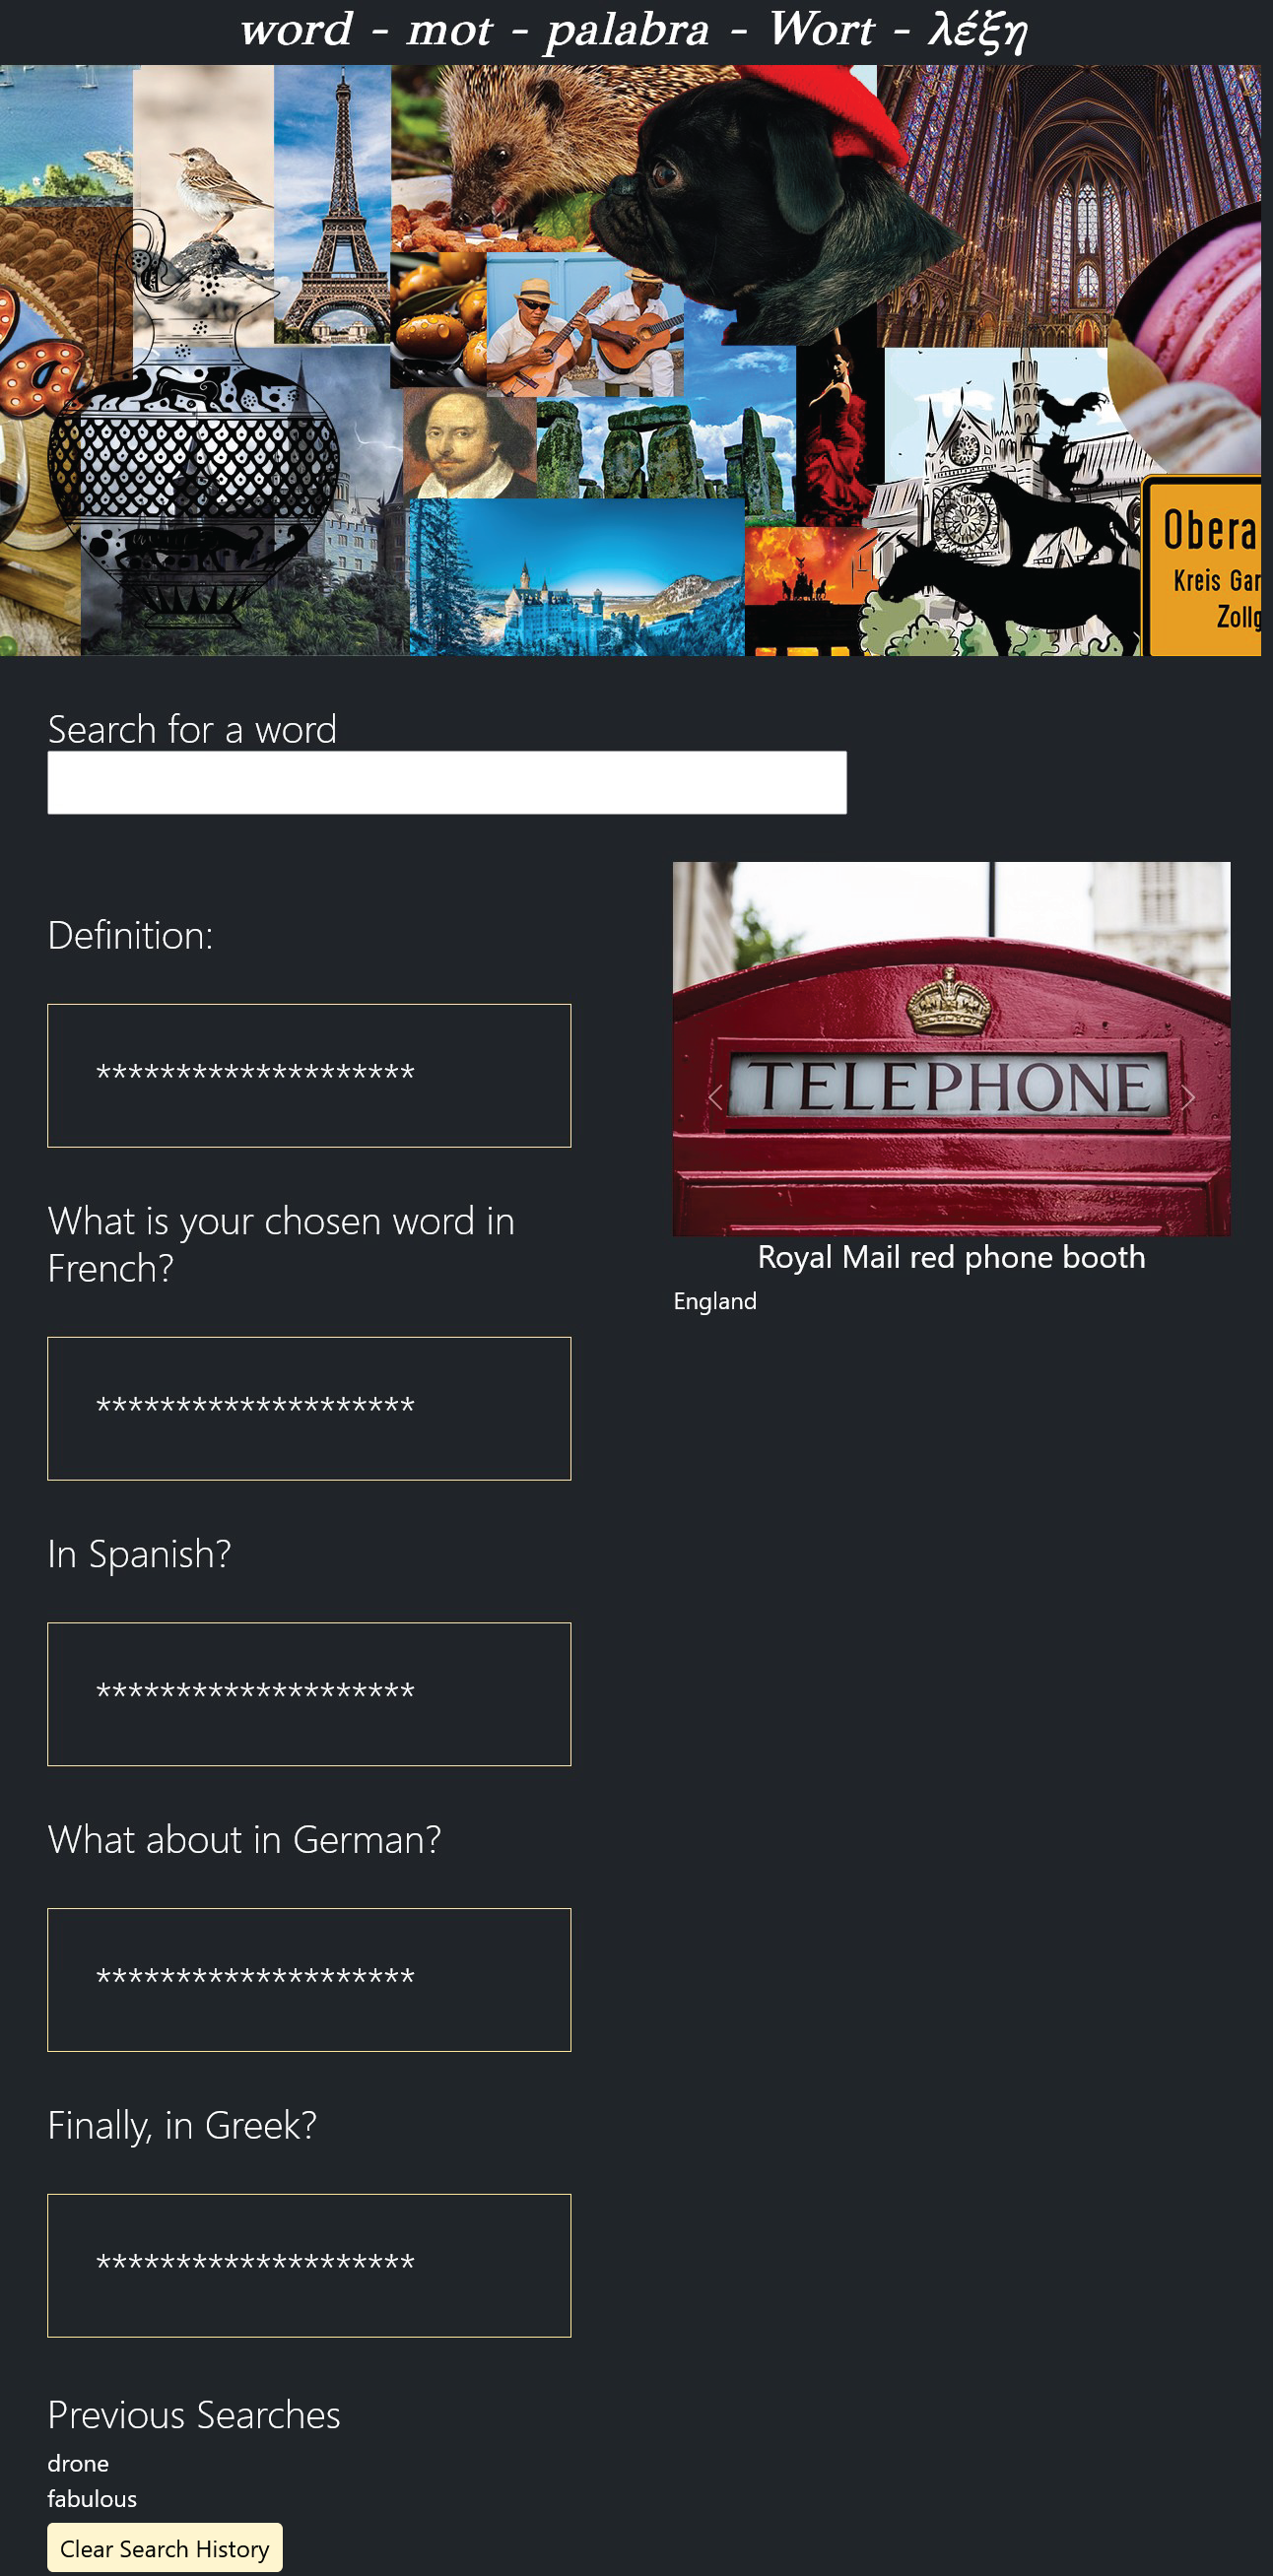 word - mot - palabra - Wort - λέξη
Obera
Kreis Gar
Zollg
Search for a word
Definition:
********************
TELEPHONE
Royal Mail red phone booth
England
What is your chosen word in
French?
********************
In Spanish?
********************
What about in German?
********************
Finally, in Greek?
********************
Previous Searches
drone
fabulous
Clear Search History